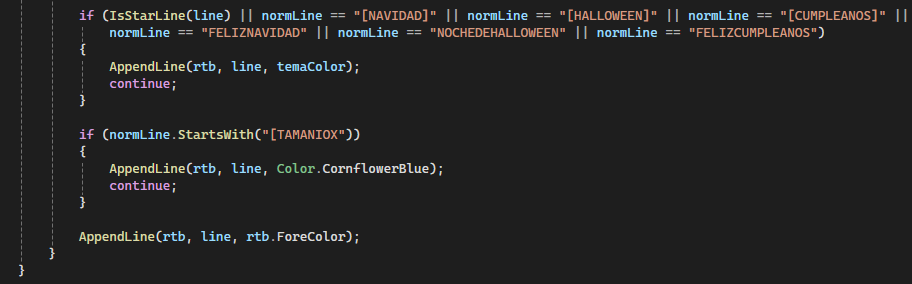 if (IsStarLine(line) || normLine == "[NAVIDAD]" || normLine == "[HALLOWEEN]" || normLine == "[CUMPLEANOS]" ||
normLine == "FELIZNAVIDAD" || normLine == "NOCHEDEHALLOWEEN" || normLine == "FELIZCUMPLEANOS")
{
AppendLine(rtb, line, temaColor);
continue;
}
if (normLine.StartsWith("[TAMANIOX"))
{
AppendLine(rtb, line, Color.CornflowerBlue);
continue;
}
AppendLine(rtb, line, rtb.ForeColor);
}
}